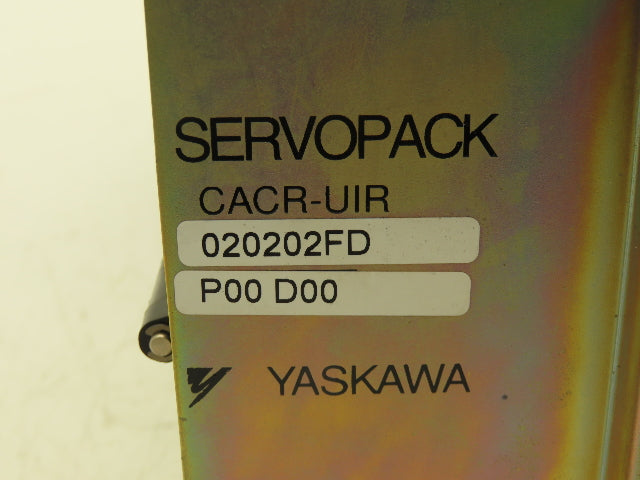 SERVOPACK
CACR-UIR
020202FD
P00 D00
YASKAWA